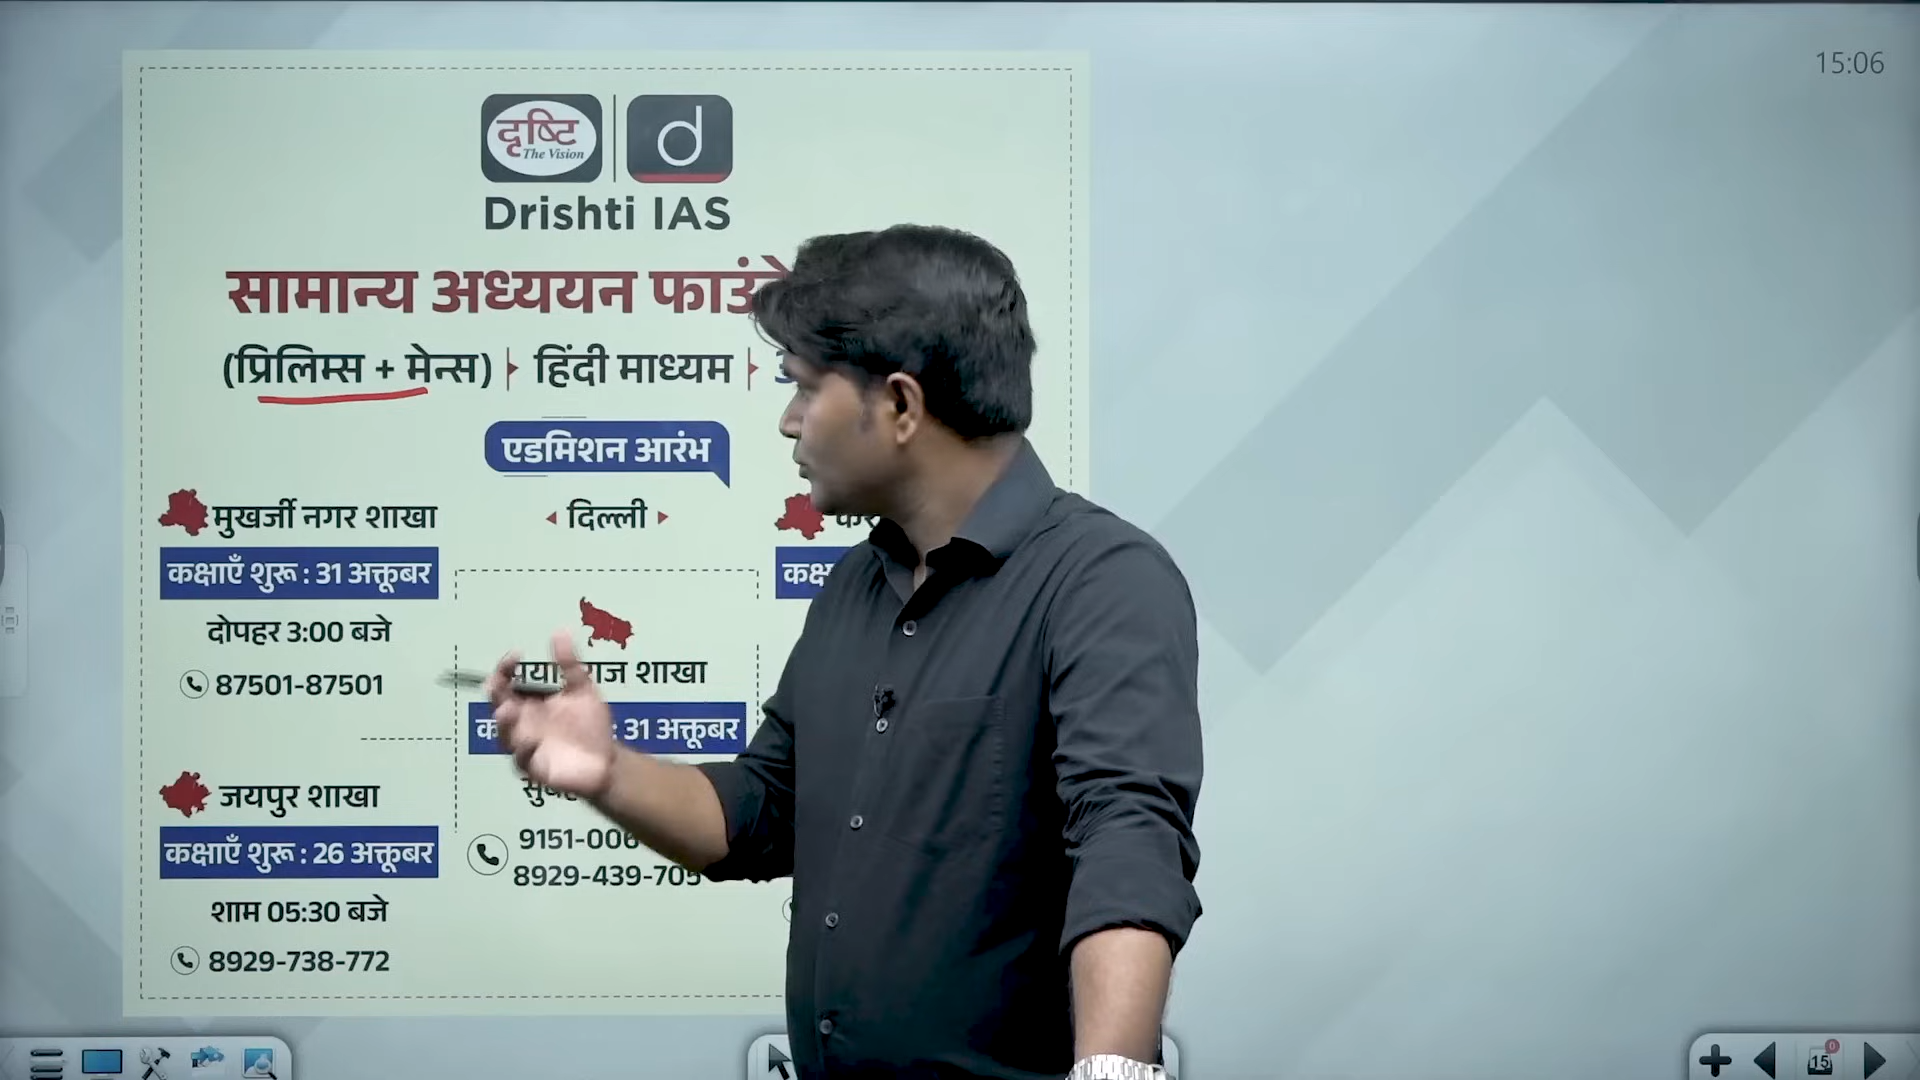 15:06
दृष्टि
The Vision
d
Drishti IAS
सामान्य अध्ययन
(प्रिलिम्स + मेन्स) हिंदी माध्यम
एडमिशन आरंभ
मुखर्जी नगर शाखा
दिल्ली
कक्षाएँ शुरू : 31 अक्तूबर
दोपहर 3:00 बजे
87501-87501
शाखा
: 31 अक्तूबर
जयपुर शाखा
कक्षाएँ शुरू : 26 अक्तूबर
शाम 05:30 बजे
8929-738-772
8929-439-705
15
0